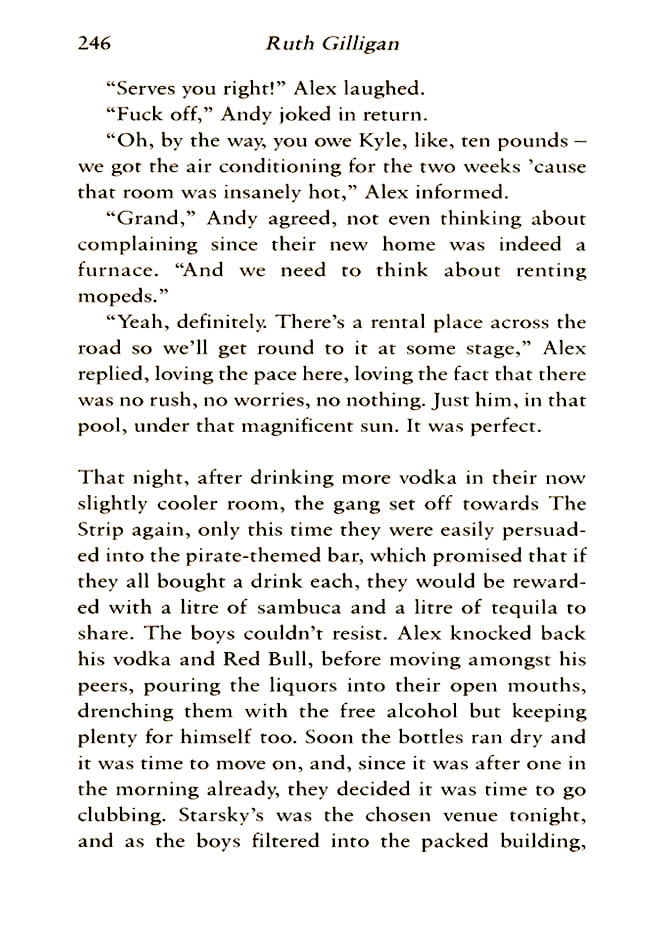 246 Ruth Gilligan
“Serves you right!” Alex laughed.
“Fuck off,” Andy joked in return.
“Oh, by the way, you owe Kyle, like, ten pounds –
we got the air conditioning for the two weeks ’cause
that room was insanely hot,” Alex informed.
“Grand,” Andy agreed, not even thinking about
complaining since their new home was indeed a
furnace. “And we need to think about renting
mopeds.”
“Yeah, definitely. There’s a rental place across the
road so we’ll get round to it at some stage,” Alex
replied, loving the pace here, loving the fact that there
was no rush, no worries, no nothing. Just him, in that
pool, under that magnificent sun. It was perfect.
That night, after drinking more vodka in their now
slightly cooler room, the gang set off towards The
Strip again, only this time they were easily persuad-
ed into the pirate-themed bar, which promised that if
they all bought a drink each, they would be reward-
ed with a litre of sambuca and a litre of tequila to
share. The boys couldn’t resist. Alex knocked back
his vodka and Red Bull, before moving amongst his
peers, pouring the liquors into their open mouths,
drenching them with the free alcohol but keeping
plenty for himself too. Soon the bottles ran dry and
it was time to move on, and, since it was after one in
the morning already, they decided it was time to go
clubbing. Starsky’s was the chosen venue tonight,
and as the boys filtered into the packed building,